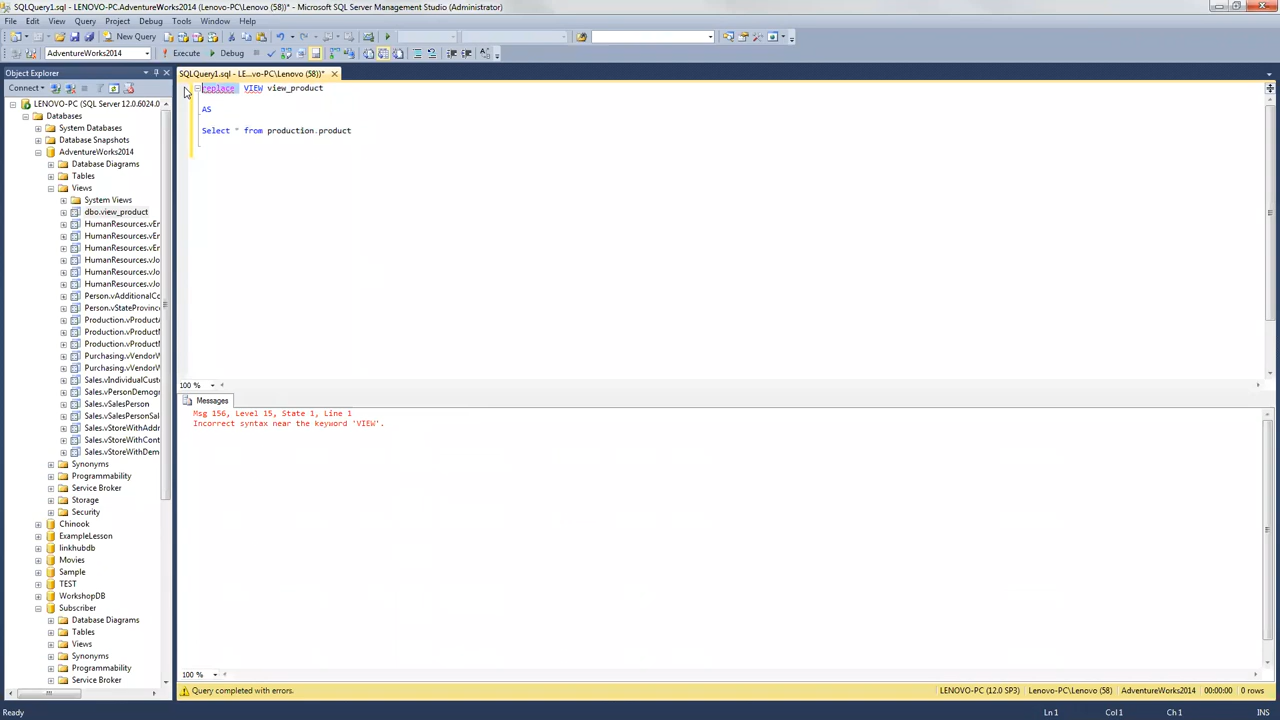 SQLQuery1.sql - LENOVO-PC.AdventureWorks2014 (Lenovo-PC\Lenovo (58))* - Microsoft SQL Server Management Studio (Administrator)
File Edit View Query Project Debug Tools Window Help
New Query
AdventureWorks2014 Execute Debug
Object Explorer
SQLQuery1.sql - LE...vo-PC\Lenovo (58))*
Connect
LENOVO-PC (SQL Server 12.0.6024.0
Databases
System Databases
Database Snapshots
AdventureWorks2014
Database Diagrams
Tables
Views
System Views
dbo.view_product
HumanResources.vEr
HumanResources.vEr
HumanResources.vEr
HumanResources.vJo
HumanResources.vJo
HumanResources.vJo
Person.vAdditionalCo
Person.vStateProvinc
Production.vProductA
Production.vProductM
Production.vProductM
Purchasing.vVendorW
Purchasing.vVendorW
Sales.vIndividualCusto
Sales.vPersonDemog
Sales.vSalesPerson
Sales.vSalesPersonSal
Sales.vStoreWithAddr
Sales.vStoreWithCont
Sales.vStoreWithDem
Synonyms
Programmability
Service Broker
Storage
Security
Chinook
ExampleLesson
linkhubdb
Movies
Sample
TEST
WorkshopDB
Subscriber
Database Diagrams
Tables
Views
Synonyms
Programmability
Service Broker
replace VIEW view_product
AS
Select * from production.product
100 %
Messages
Msg 156, Level 15, State 1, Line 1
Incorrect syntax near the keyword 'VIEW'.
100 %
Query completed with errors. LENOVO-PC (12.0 SP3) Lenovo-PC\Lenovo (58) AdventureWorks2014 00:00:00 0 rows
Ready Ln 1 Col 1 Ch 1 INS